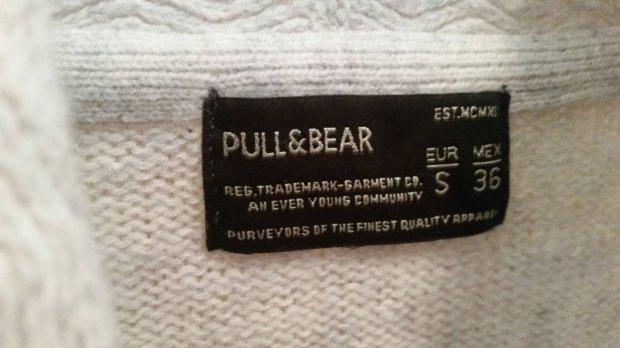 EST.MCMXI
PULL&BEAR
EUR MEX
S 36
REG.TRADEMARK-GARMENT CO.
AN EVER YOUNG COMMUNITY
PURVEYORS OF THE FINEST QUALITY